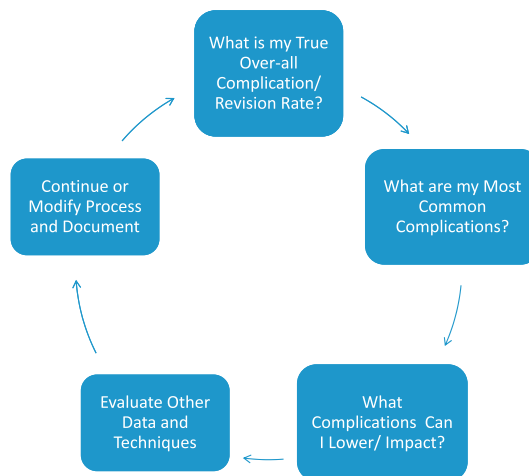 What is my True
Over-all
Complication/
Revision Rate?
What are my Most
Common
Complications?
What
Complications  Can
I Lower/ Impact?
Evaluate Other
Data and
Techniques
Continue or
Modify Process
and Document